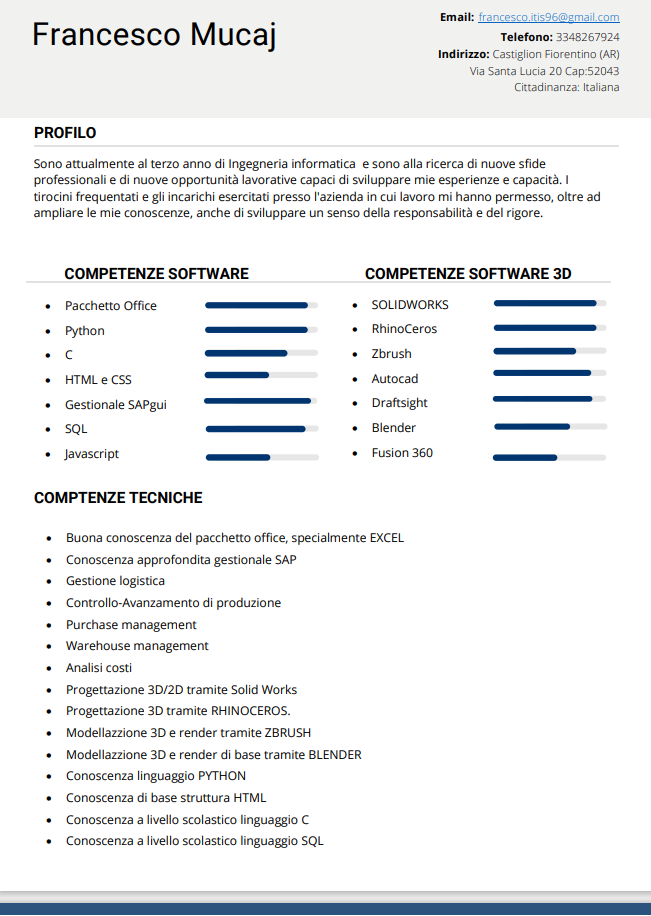 Francesco Mucaj
Email: francesco.itis96@gmail.com
Telefono: 3348267924
Indirizzo: Castiglion Fiorentino (AR)
Via Santa Lucia 20 Cap:52043
Cittadinanza: Italiana
PROFILO
Sono attualmente al terzo anno di Ingegneria informatica e sono alla ricerca di nuove sfide
professionali e di nuove opportunità lavorative capaci di sviluppare mie esperienze e capacità. I
tirocini frequentati e gli incarichi esercitati presso l'azienda in cui lavoro mi hanno permesso, oltre ad
ampliare le mie conoscenze, anche di sviluppare un senso della responsabilità e del rigore.
COMPETENZE SOFTWARE
• Pacchetto Office
• Python
• C
• HTML e CSS
• Gestionale SAPgui
• SQL
• Javascript
COMPETENZE SOFTWARE 3D
• SOLIDWORKS
• RhinoCeros
• Zbrush
• Autocad
• Draftsight
• Blender
• Fusion 360
COMPTENZE TECNICHE
• Buona conoscenza del pacchetto office, specialmente EXCEL
• Conoscenza approfondita gestionale SAP
• Gestione logistica
• Controllo-Avanzamento di produzione
• Purchase management
• Warehouse management
• Analisi costi
• Progettazione 3D/2D tramite Solid Works
• Progettazione 3D tramite RHINOCEROS.
• Modellazzione 3D e render tramite ZBRUSH
• Modellazzione 3D e render di base tramite BLENDER
• Conoscenza linguaggio PYTHON
• Conoscenza di base struttura HTML
• Conoscenza a livello scolastico linguaggio C
• Conoscenza a livello scolastico linguaggio SQL